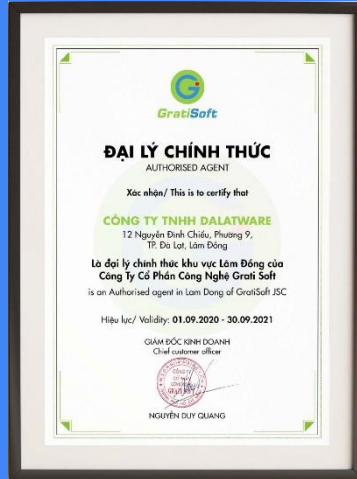 GratiSoft
ĐẠI LÝ CHÍNH THỨC
AUTHORISED AGENT
Xác nhận/ This is to certify that
CÔNG TY TNHH DALATWARE
12 Nguyễn Đình Chiểu, Phường 9,
TP. Đà Lạt, Lâm Đồng
Là đại lý chính thức khu vực Lâm Đồng của
Công Ty Cổ Phần Công Nghệ Grati Soft
is an Authorised agent in Lam Dong of GratiSoft JSC
Hiệu lực/ Validity: 01.09.2020 - 30.09.2021
GIÁM ĐỐC KINH DOANH
Chief customer officer
NGUYỄN DUY QUANG